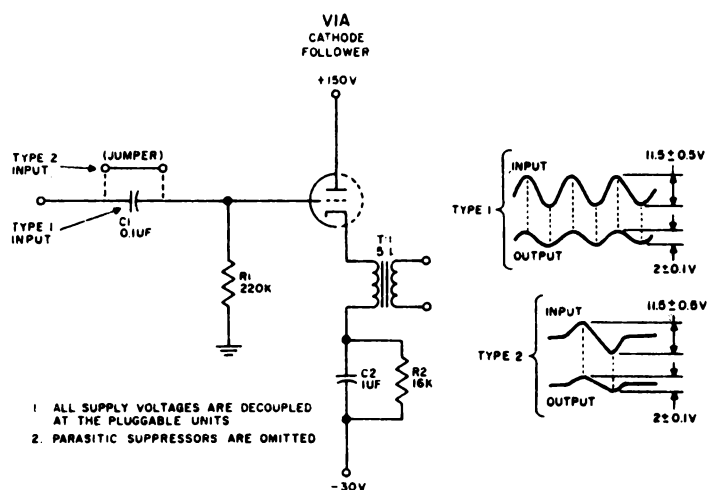 V1A
CATHODE
FOLLOWER
+150V
TYPE 2
INPUT
(JUMPER)
TYPE 1
INPUT
C1
0.1UF
R1
220K
T1
5:1
C2
1UF
R2
16K
-30V
1 ALL SUPPLY VOLTAGES ARE DECOUPLED
AT THE PLUGGABLE UNITS
2. PARASITIC SUPPRESSORS ARE OMITTED
TYPE 1
INPUT
11.5±0.5V
OUTPUT
2±0.1V
TYPE 2
INPUT
11.5±0.5V
OUTPUT
2±0.1V